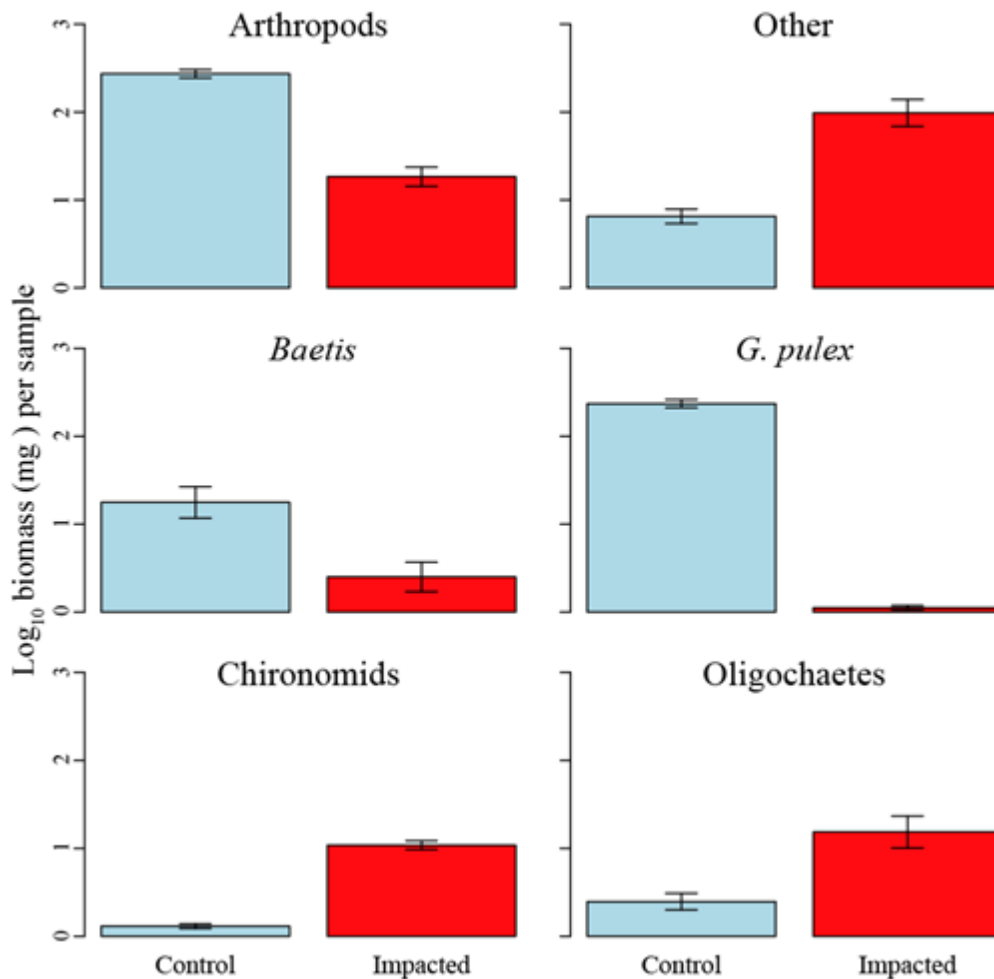 Arthropods
Other
3
2
1
0
Baetis
G. pulex
3
2
1
0
Log10 biomass (mg ) per sample
Chironomids
Oligochaetes
3
2
1
0
Control
Impacted
Control
Impacted